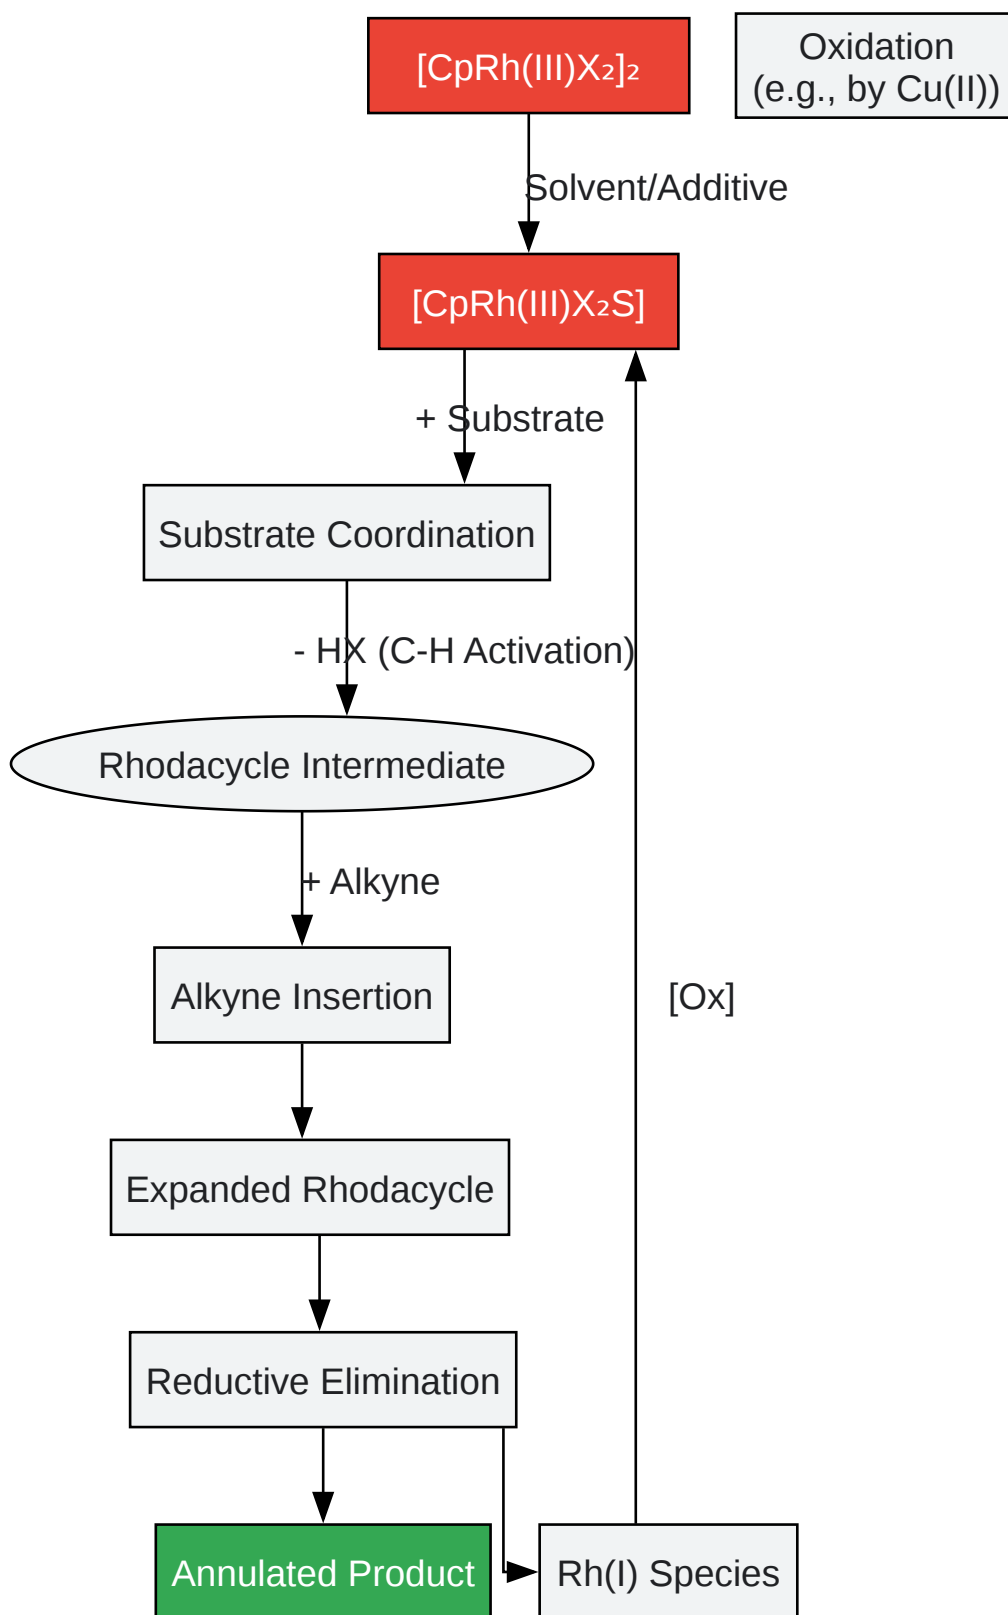 [CpRh(III)X₂]₂
Oxidation
(e.g., by Cu(II))
Solvent/Additive
[CpRh(III)X₂S]
+ Substrate
Substrate Coordination
- HX (C-H Activation)
Rhodacycle Intermediate
+ Alkyne
Alkyne Insertion
[Ox]
Expanded Rhodacycle
Reductive Elimination
Annulated Product
Rh(I) Species